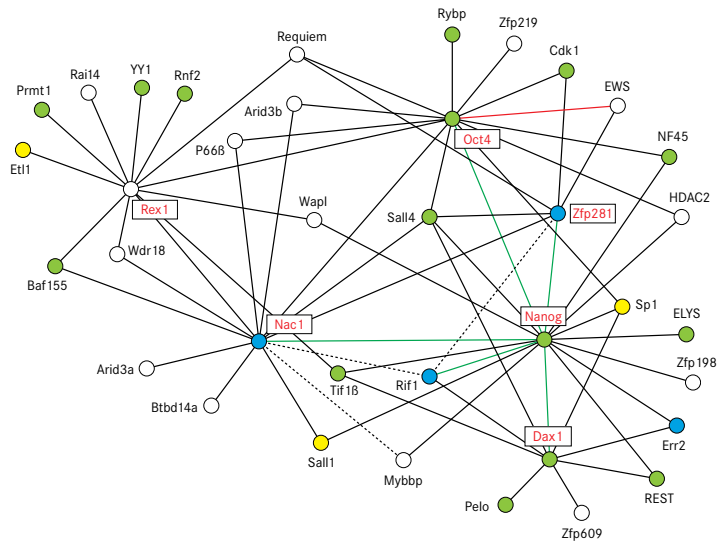 Rybp
Zfp219
Requiem
Cdk1
YY1
Rnf2
Rai14
Prmt1
EWS
Arid3b
Oct4
NF45
P66ß
Etl1
HDAC2
Rex1
Wapl
Sall4
Zfp281
Wdr18
Baf155
Sp1
Nac1
Nanog
ELYS
Arid3a
Tif1ß
Rif1
Zfp198
Btbd14a
Dax1
Err2
Sall1
Mybbp
REST
Pelo
Zfp609